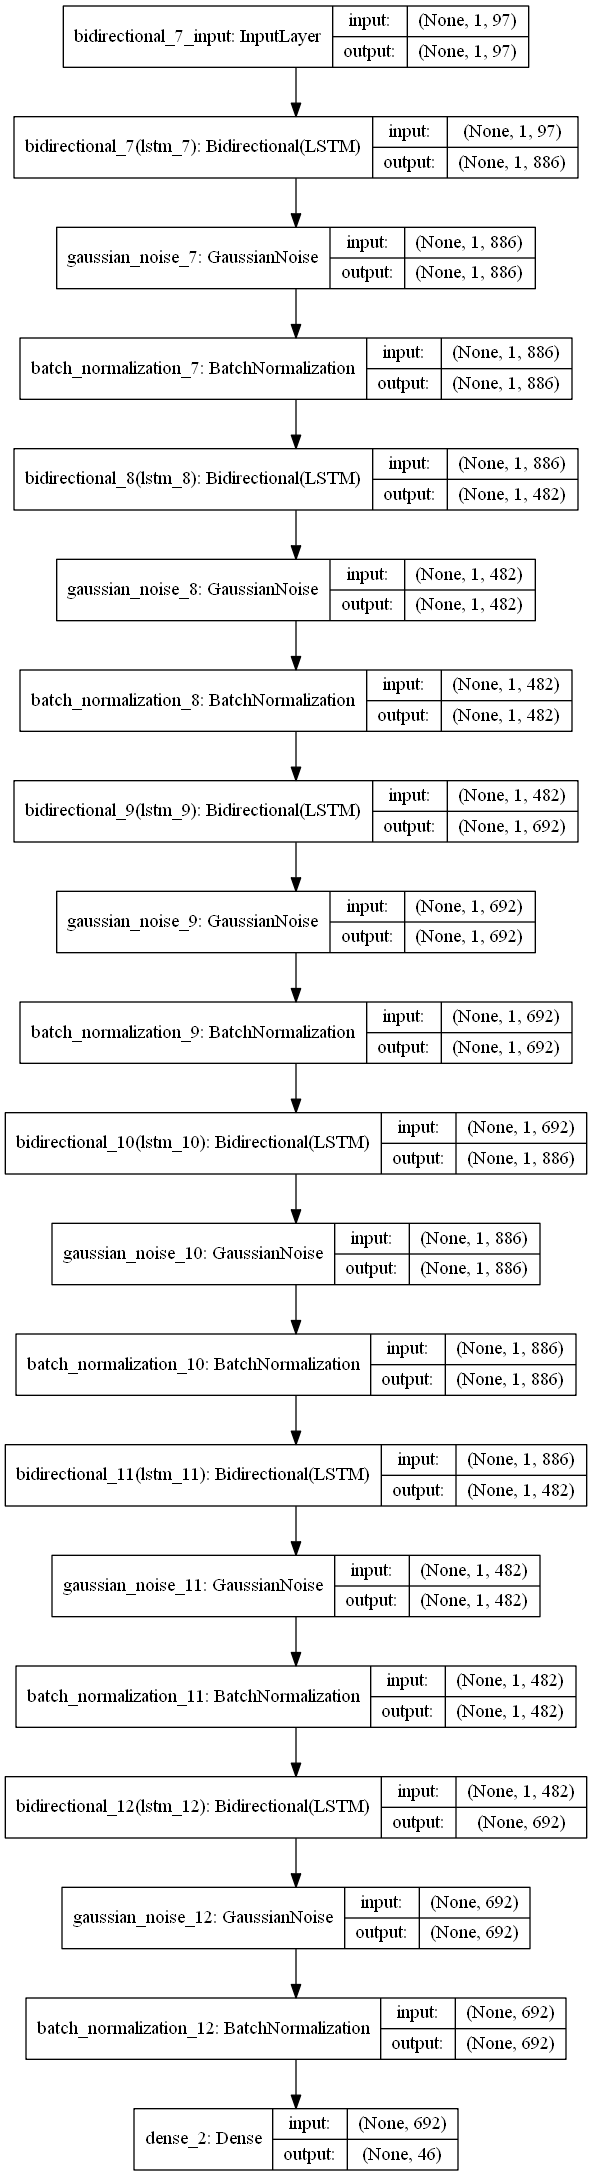 bidirectional_7_input: InputLayer
input: (None, 1, 97)
output: (None, 1, 97)
bidirectional_7(lstm_7): Bidirectional(LSTM)
input: (None, 1, 97)
output: (None, 1, 886)
gaussian_noise_7: GaussianNoise
input: (None, 1, 886)
output: (None, 1, 886)
batch_normalization_7: BatchNormalization
input: (None, 1, 886)
output: (None, 1, 886)
bidirectional_8(lstm_8): Bidirectional(LSTM)
input: (None, 1, 886)
output: (None, 1, 482)
gaussian_noise_8: GaussianNoise
input: (None, 1, 482)
output: (None, 1, 482)
batch_normalization_8: BatchNormalization
input: (None, 1, 482)
output: (None, 1, 482)
bidirectional_9(lstm_9): Bidirectional(LSTM)
input: (None, 1, 482)
output: (None, 1, 692)
gaussian_noise_9: GaussianNoise
input: (None, 1, 692)
output: (None, 1, 692)
batch_normalization_9: BatchNormalization
input: (None, 1, 692)
output: (None, 1, 692)
bidirectional_10(lstm_10): Bidirectional(LSTM)
input: (None, 1, 692)
output: (None, 1, 886)
gaussian_noise_10: GaussianNoise
input: (None, 1, 886)
output: (None, 1, 886)
batch_normalization_10: BatchNormalization
input: (None, 1, 886)
output: (None, 1, 886)
bidirectional_11(lstm_11): Bidirectional(LSTM)
input: (None, 1, 886)
output: (None, 1, 482)
gaussian_noise_11: GaussianNoise
input: (None, 1, 482)
output: (None, 1, 482)
batch_normalization_11: BatchNormalization
input: (None, 1, 482)
output: (None, 1, 482)
bidirectional_12(lstm_12): Bidirectional(LSTM)
input: (None, 1, 482)
output: (None, 692)
gaussian_noise_12: GaussianNoise
input: (None, 692)
output: (None, 692)
batch_normalization_12: BatchNormalization
input: (None, 692)
output: (None, 692)
dense_2: Dense
input: (None, 692)
output: (None, 46)